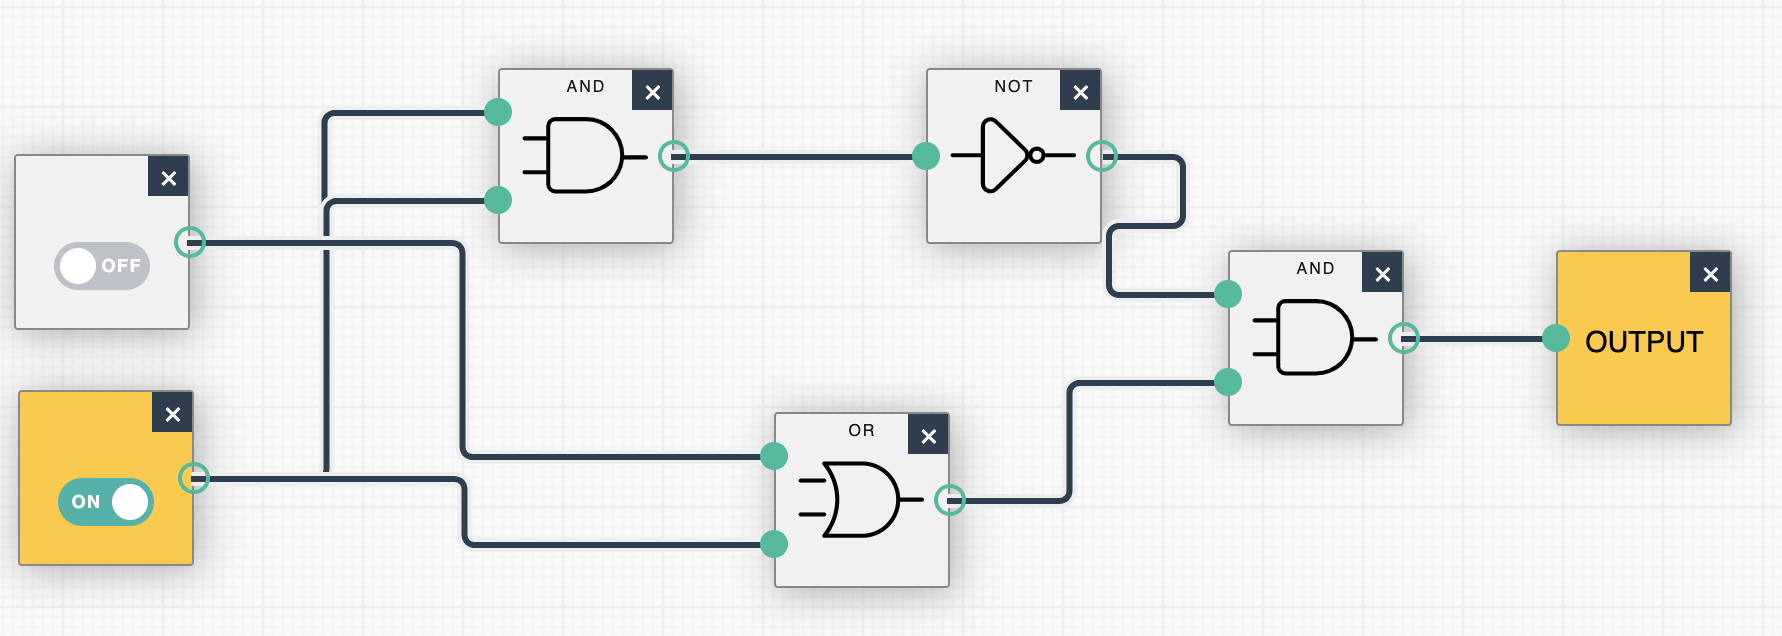 AND
NOT
OFF
AND
OUTPUT
ON
OR